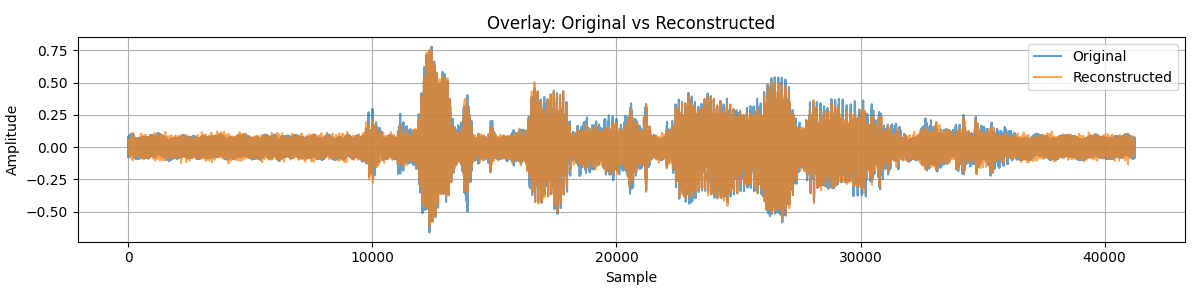 Overlay: Original vs Reconstructed
Amplitude
0.75
0.50
0.25
0.00
−0.25
−0.50
Original
Reconstructed
0
10000
20000
30000
40000
Sample